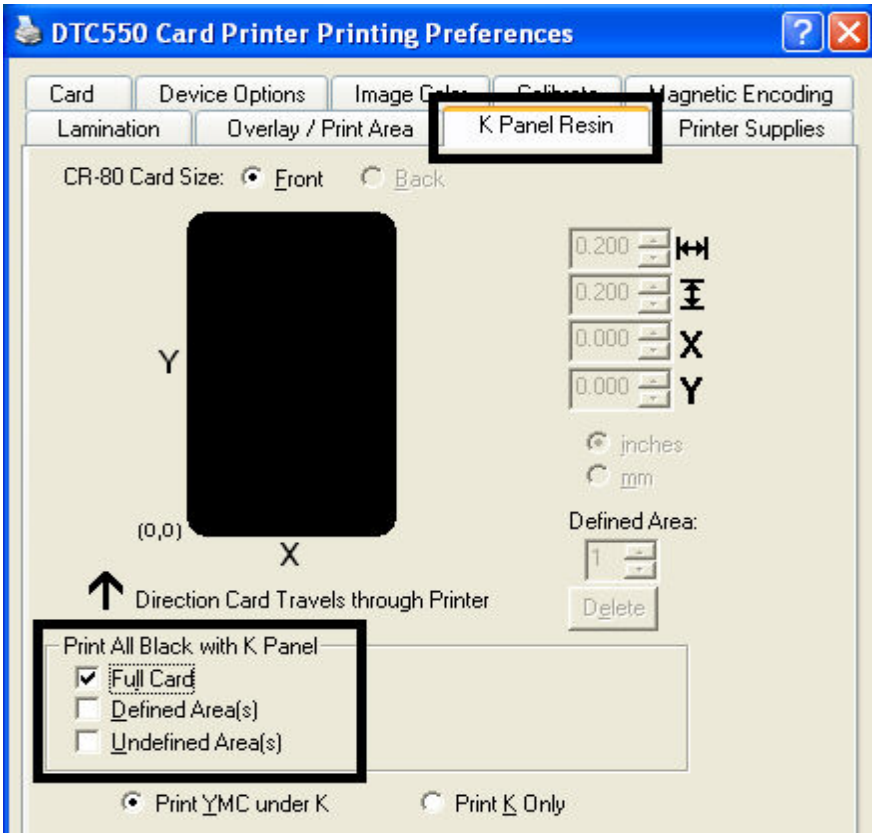 DTC550 Card Printer Printing Preferences
Card Device Options Image Color Calibrate Magnetic Encoding
Lamination Overlay / Print Area K Panel Resin Printer Supplies
CR-80 Card Size: Front Back
0.200
0.200
0.000 X
Y 0.000 Y
inches
mm
(0,0) Defined Area:
X 1
Direction Card Travels through Printer Delete
Print All Black with K Panel
Full Card
Defined Area(s)
Undefined Area(s)
Print YMC under K Print K Only